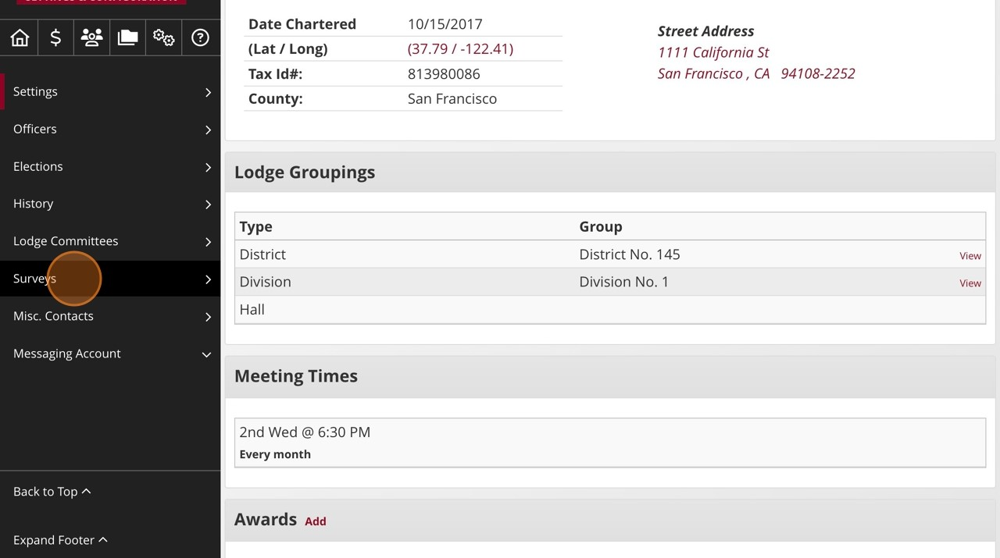 Settings
Officers
Elections
History
Lodge Committees
Surveys
Misc. Contacts
Messaging Account
Back to Top
Expand Footer
Date Chartered 10/15/2017
(Lat / Long) (37.79 / -122.41)
Tax Id#: 813980086
County: San Francisco
Street Address
1111 California St
San Francisco , CA 94108-2252
Lodge Groupings
Type Group
District District No. 145 View
Division Division No. 1 View
Hall
Meeting Times
2nd Wed @ 6:30 PM
Every month
Awards Add